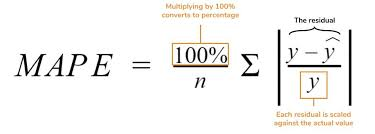 Multiplying by 100%
converts to percentage
The residual
MAPE = 100% / n Σ | y − ŷ / y |
Each residual is scaled
against the actual value